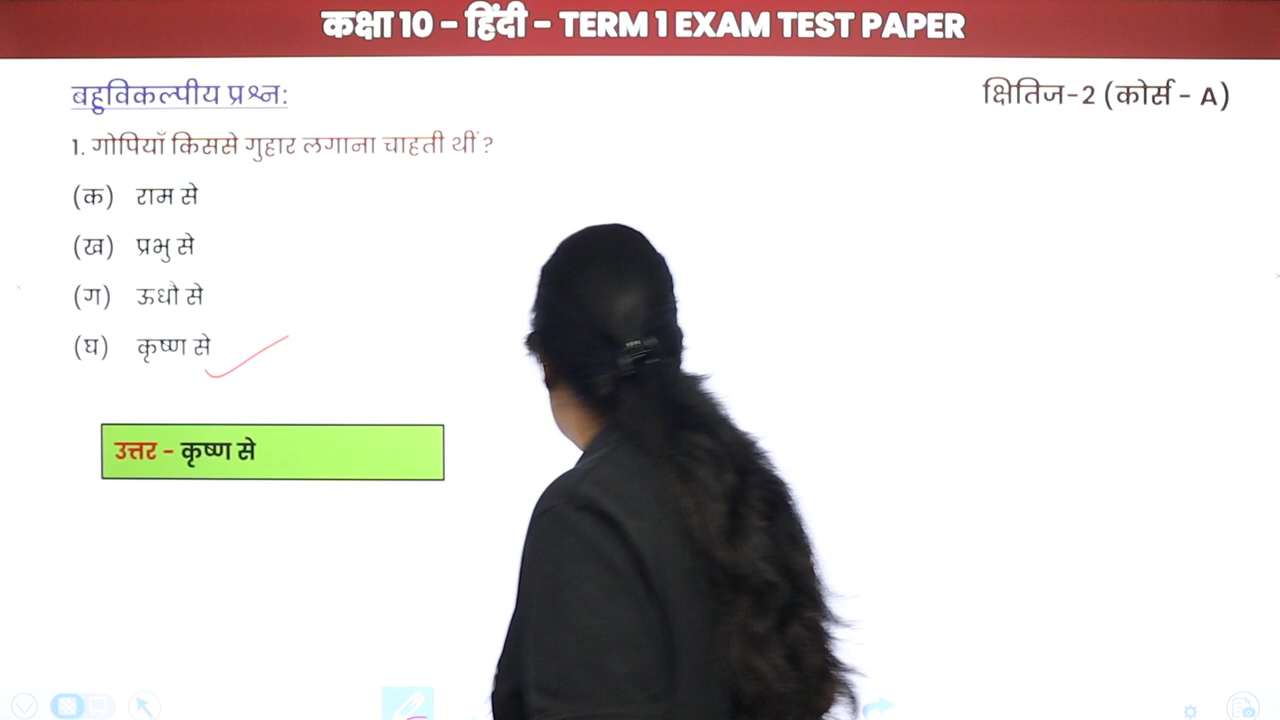 कक्षा 10 - हिंदी - TERM 1 EXAM TEST PAPER
बहुविकल्पीय प्रश्न:
क्षितिज-2 (कोर्स - A)
1. गोपियाँ किससे गुहार लगाना चाहती थीं ?
(क) राम से
(ख) प्रभु से
(ग) ऊधौ से
(घ) कृष्ण से
उत्तर - कृष्ण से